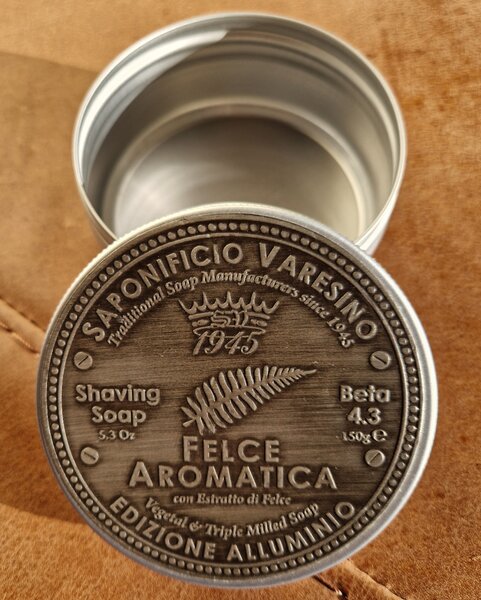 SAPONIFICIO VARESINO
Traditional Soap Manufacturers since 1945
S.V.
1945
Shaving
Soap
5.3 Oz
Beta
4.3
150g ℮
FELCE
AROMATICA
con Estratto di Felce
Vegetal & Triple Milled Soap
EDIZIONE ALLUMINIO